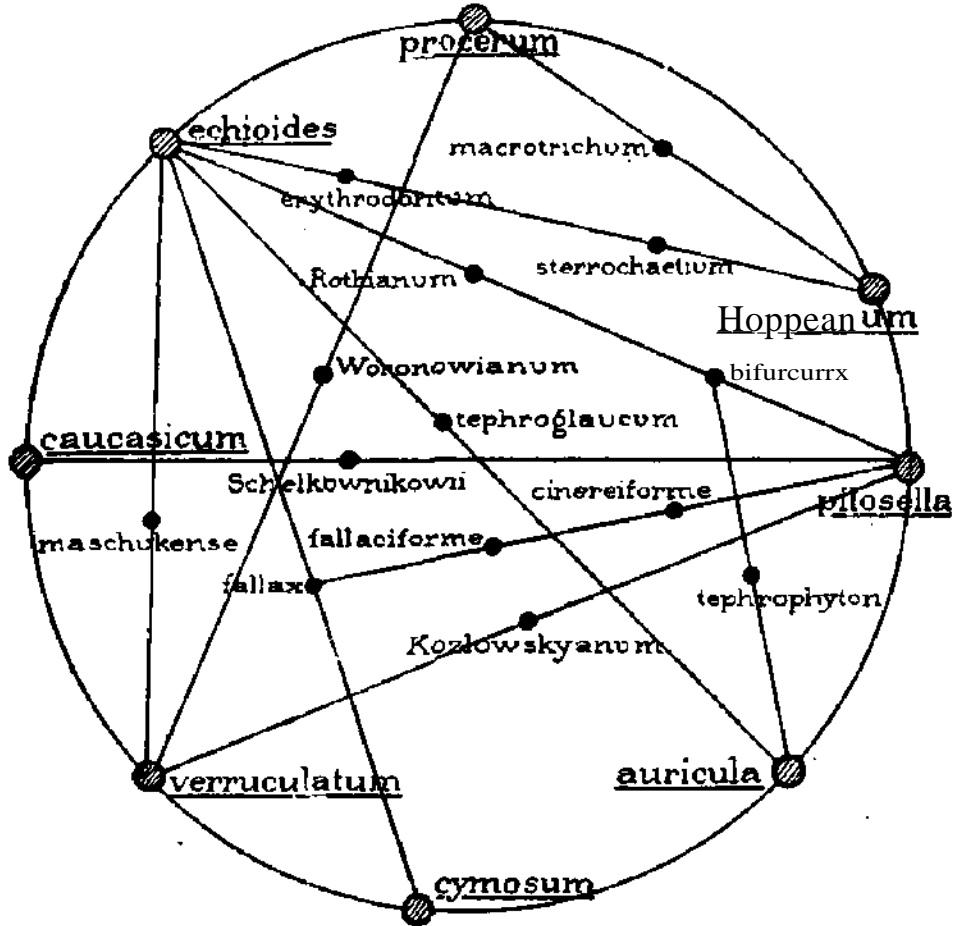 procerum
echioides
macrotrichum
erythrodontum
sterrochaetium
Rothianum
Hoppeanum
Woronowianum
bifurcurrx
tephroglaucum
caucasicum
Schelkownikowii
cinereiforme
pilosella
maschukense
fallaciforme
fallax
tephrophyton
Kozlowskyanum
verruculatum
auricula
cymosum